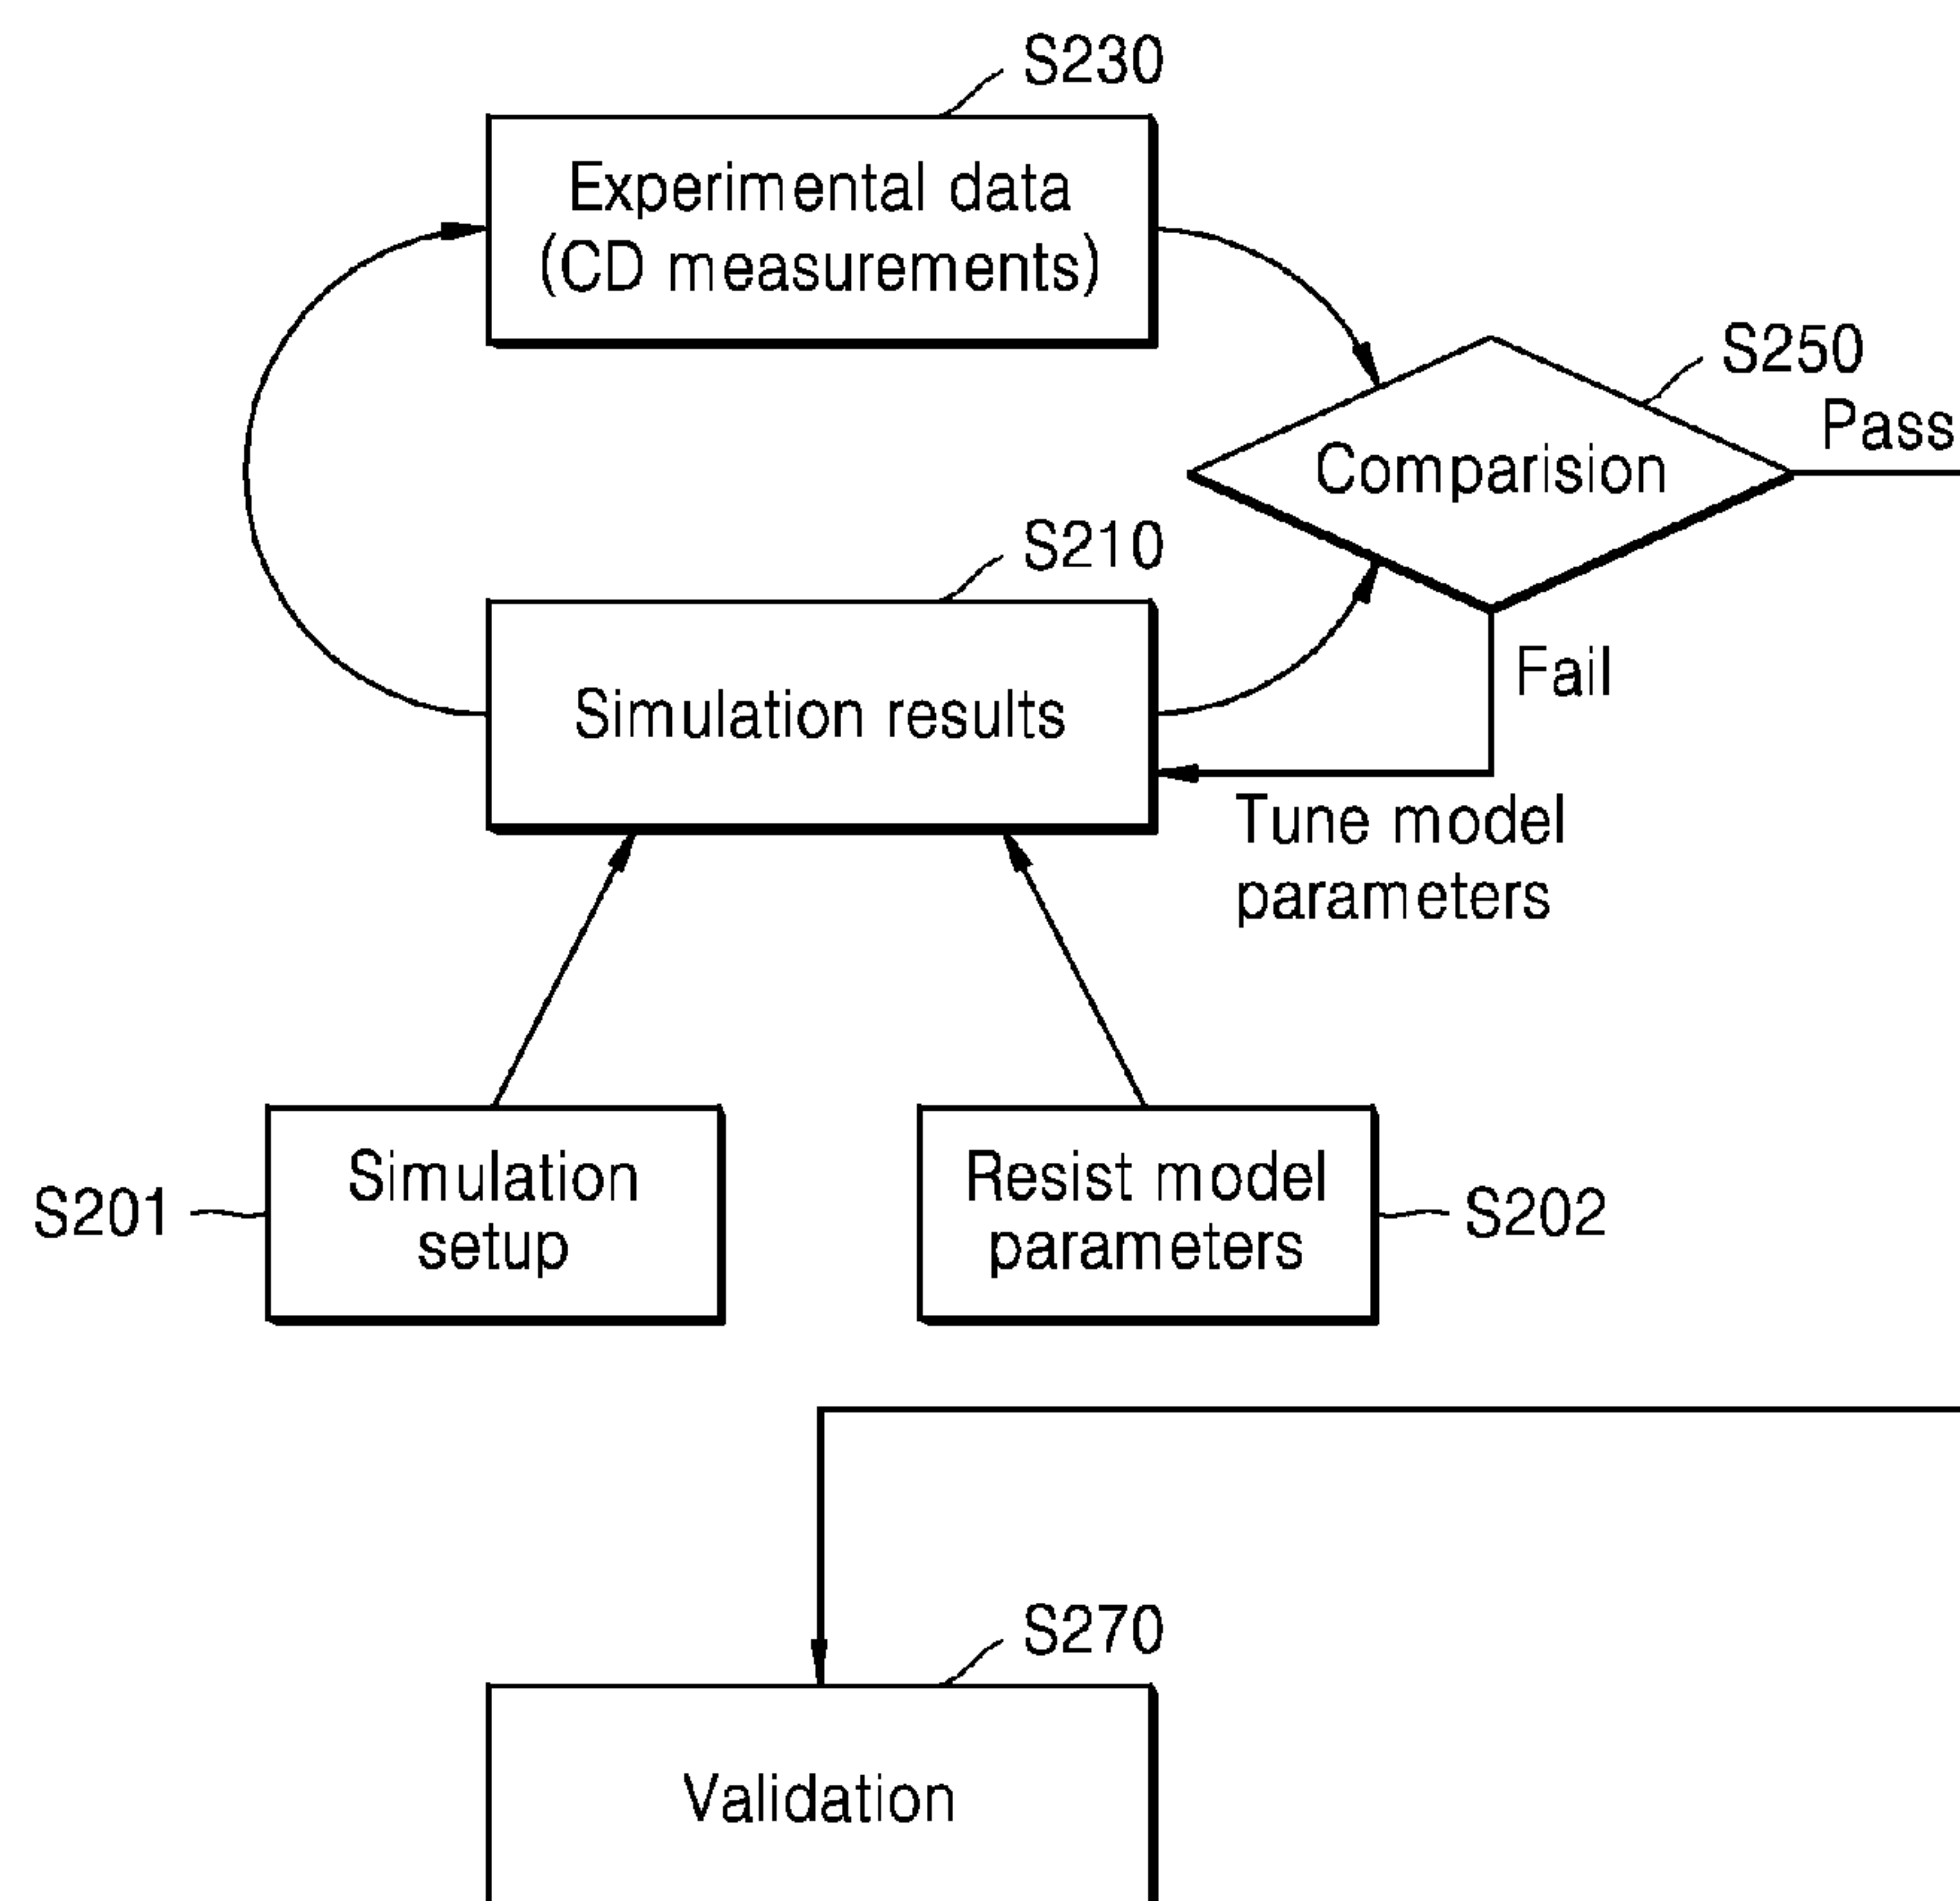 S230
Experimental data
(CD measurements)
S250
Pass
Comparision
S210
Simulation results
Fail
Tune model
parameters
S201
Simulation
setup
Resist model
parameters
S202
S270
Validation